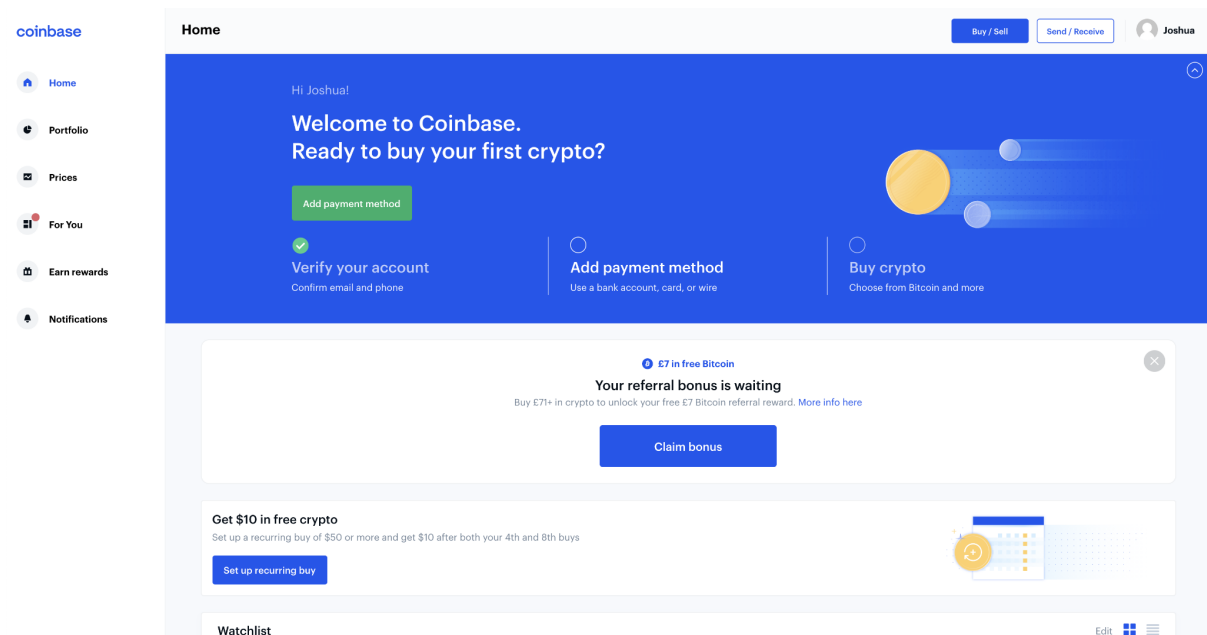 coinbase
Home
Buy / Sell
Send / Receive
Joshua
Home
Portfolio
Prices
For You
Earn rewards
Notifications
Hi Joshua!
Welcome to Coinbase.
Ready to buy your first crypto?
Add payment method
Verify your account
Confirm email and phone
Add payment method
Use a bank account, card, or wire
Buy crypto
Choose from Bitcoin and more
£7 in free Bitcoin
Your referral bonus is waiting
Buy £71+ in crypto to unlock your free £7 Bitcoin referral reward. More info here
Claim bonus
Get $10 in free crypto
Set up a recurring buy of $50 or more and get $10 after both your 4th and 8th buys
Set up recurring buy
Watchlist
Edit